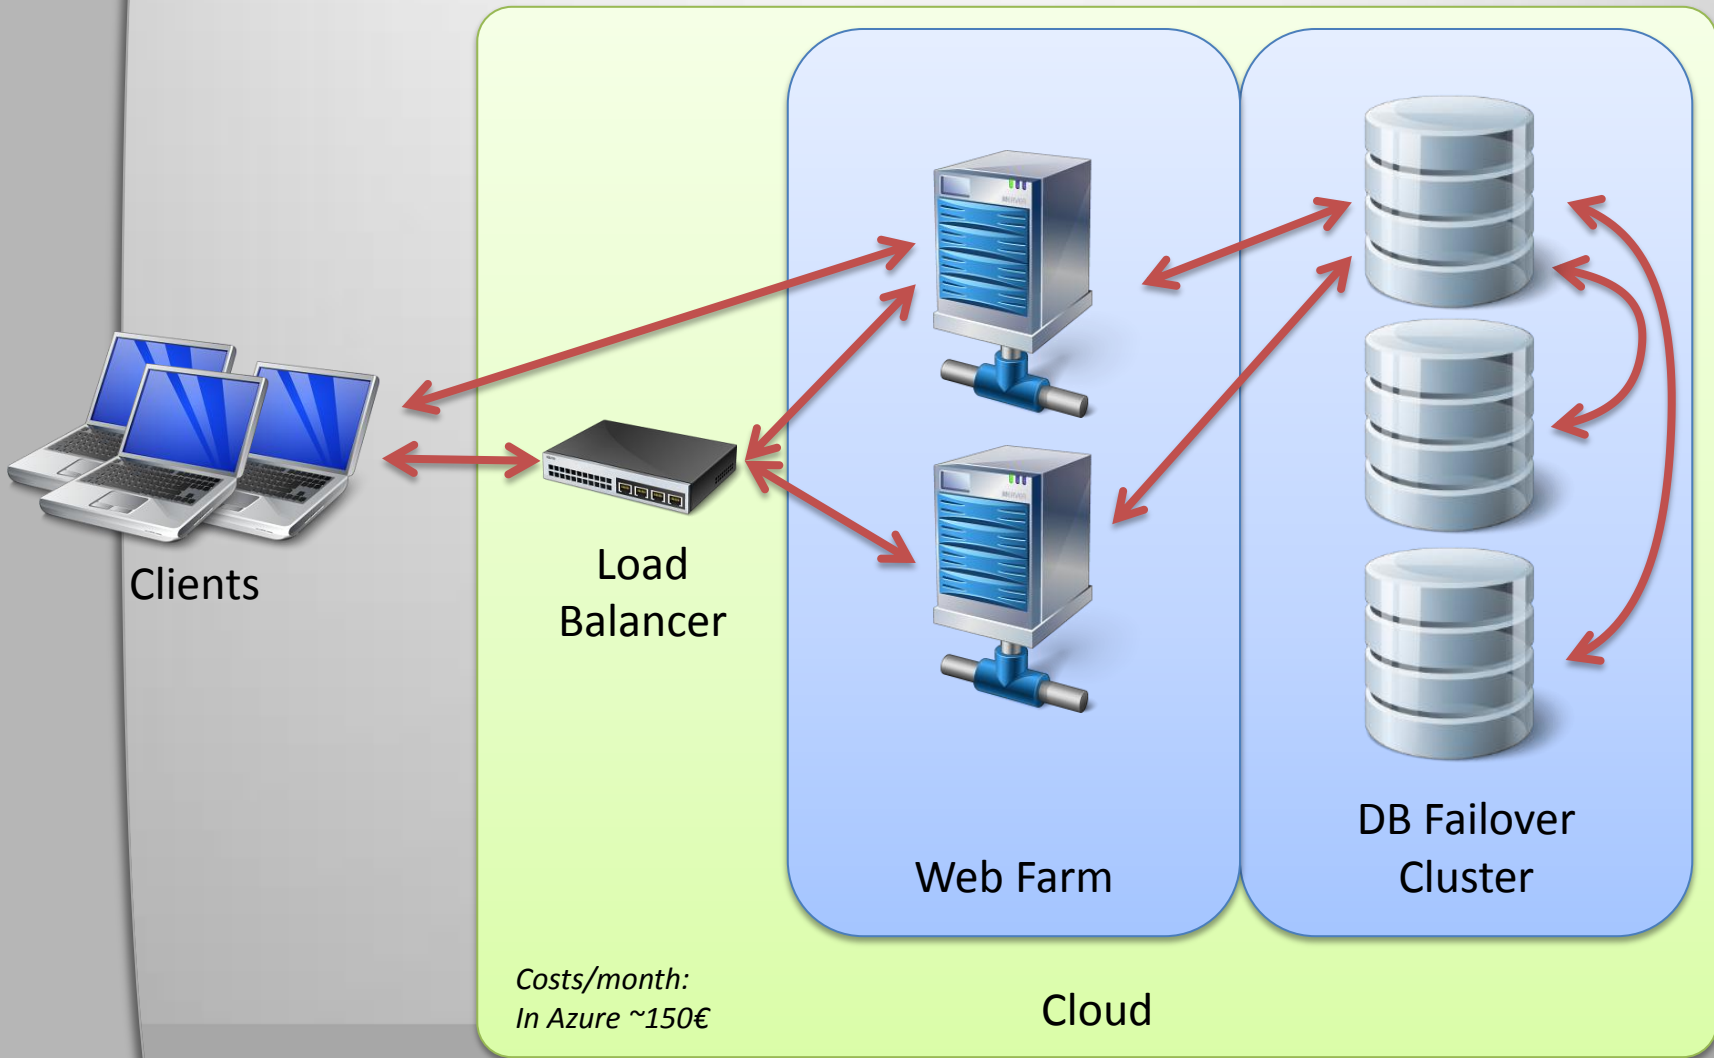 Clients
Load
Balancer
Web Farm
DB Failover
Cluster
Costs/month:
In Azure ~150€
Cloud